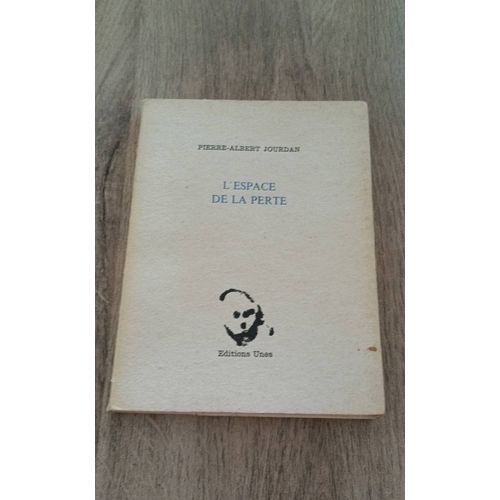 PIERRE-ALBERT JOURDAN
L'ESPACE
DE LA PERTE
Editions Unes